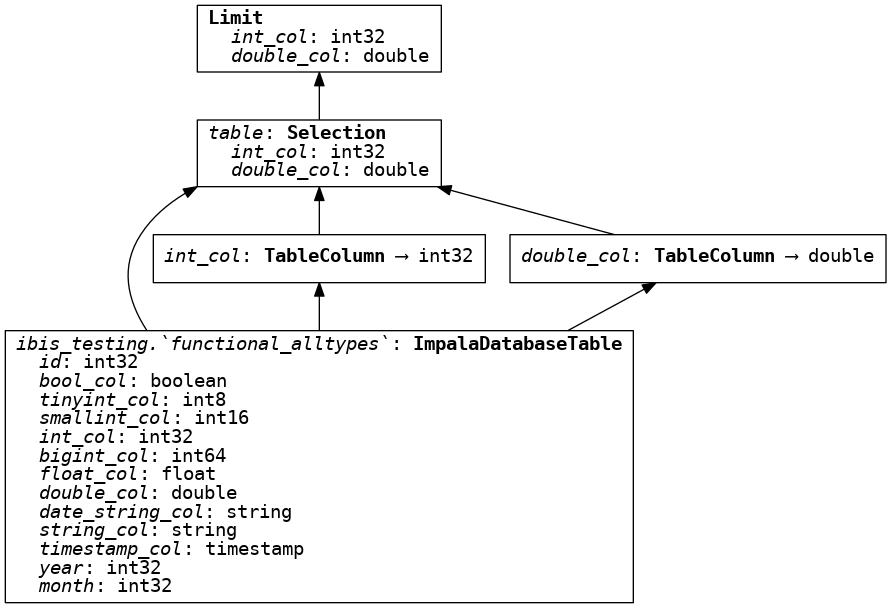 Limit
int_col: int32
double_col: double
table: Selection
int_col: int32
double_col: double
int_col: TableColumn → int32
double_col: TableColumn → double
ibis_testing.`functional_alltypes`: ImpalaDatabaseTable
id: int32
bool_col: boolean
tinyint_col: int8
smallint_col: int16
int_col: int32
bigint_col: int64
float_col: float
double_col: double
date_string_col: string
string_col: string
timestamp_col: timestamp
year: int32
month: int32